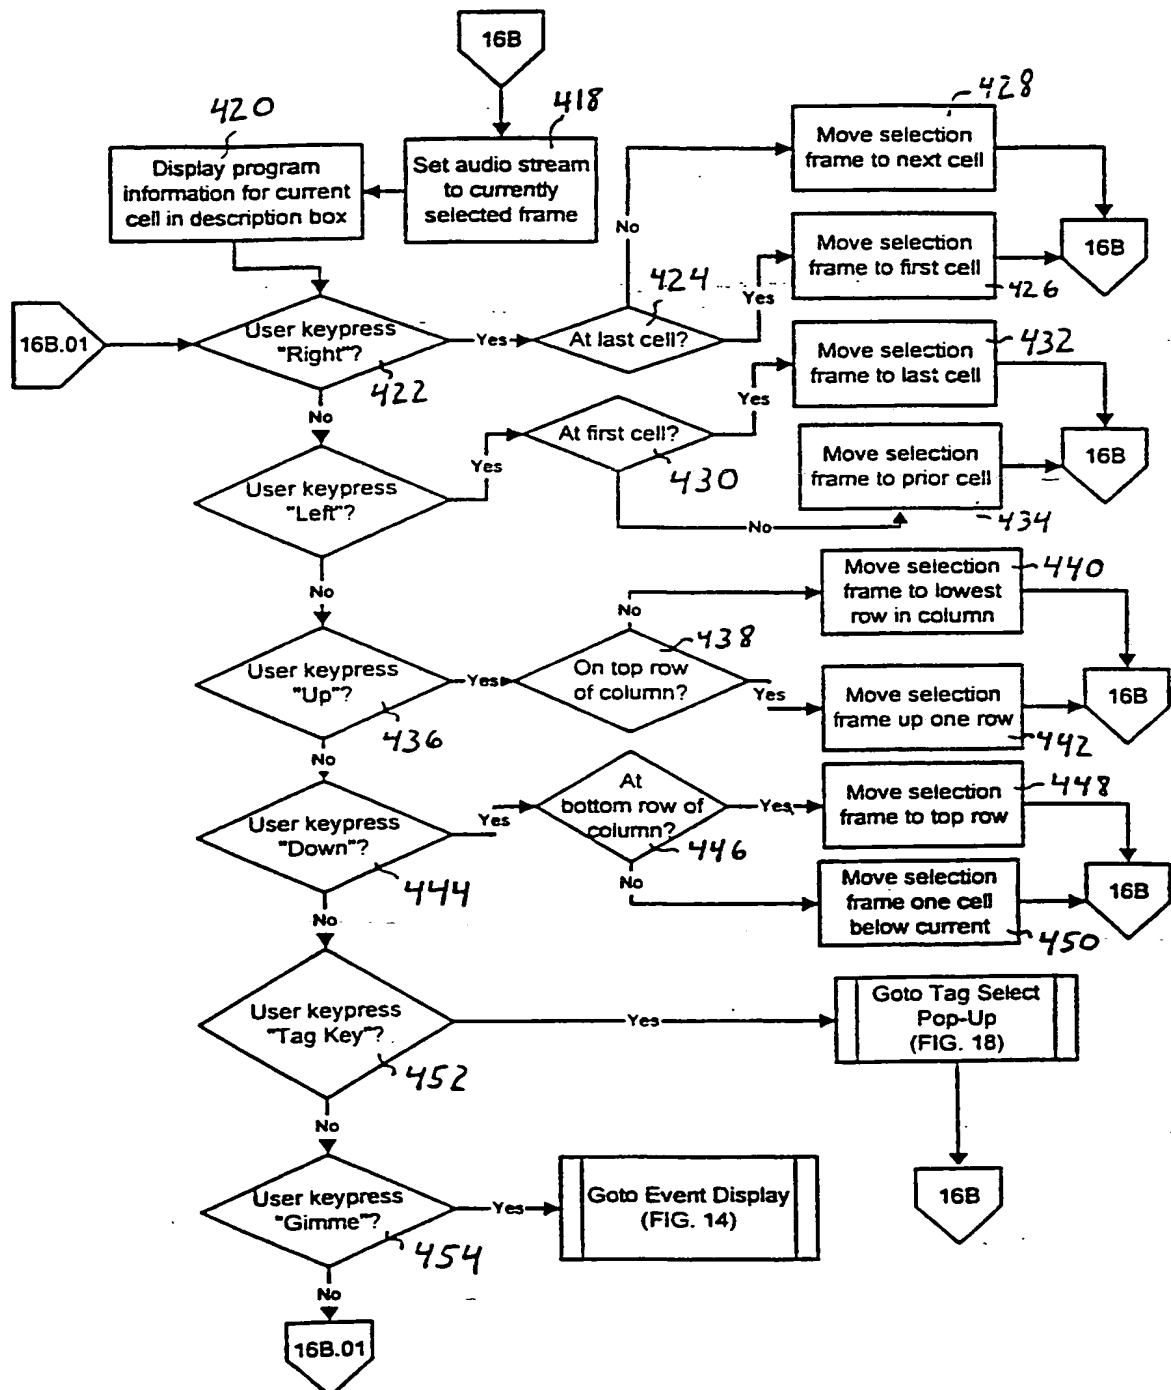 16B
420
418
428
Display program
information for current
cell in description box
Set audio stream
to currently
selected frame
Move selection
frame to next cell
No
16B
Move selection
frame to first cell
426
16B.01
User keypress
"Right"?
422
Yes
At last cell?
424
Yes
Move selection
frame to last cell
432
No
Yes
At first cell?
430
Yes
16B
Move selection
frame to prior cell
434
User keypress
"Left"?
No
No
Move selection
frame to lowest
row in column
440
No
User keypress
"Up"?
436
Yes
On top row
of column?
438
Yes
16B
Move selection
frame up one row
442
No
User keypress
"Down"?
444
Yes
At
bottom row of
column?
446
Yes
Move selection
frame to top row
448
No
16B
Move selection
frame one cell
below current
450
No
User keypress
"Tag Key"?
452
Yes
Goto Tag Select
Pop-Up
(FIG. 18)
No
16B
User keypress
"Gimme"?
454
Yes
Goto Event Display
(FIG. 14)
No
16B.01